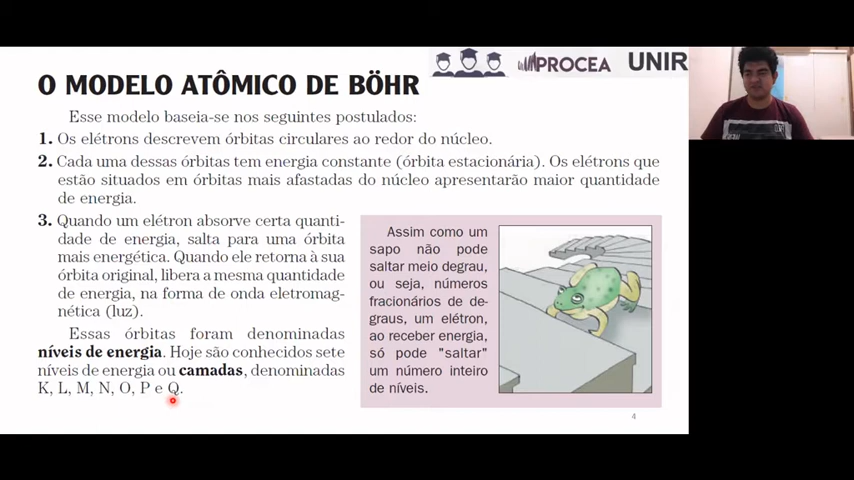 PROCEA
UNIR
O MODELO ATÔMICO DE BÖHR
Esse modelo baseia-se nos seguintes postulados:
1. Os elétrons descrevem órbitas circulares ao redor do núcleo.
2. Cada uma dessas órbitas tem energia constante (órbita estacionária). Os elétrons que
estão situados em órbitas mais afastadas do núcleo apresentarão maior quantidade
de energia.
3. Quando um elétron absorve certa quanti-
dade de energia, salta para uma órbita
mais energética. Quando ele retorna à sua
órbita original, libera a mesma quantidade
de energia, na forma de onda eletromag-
nética (luz).
Essas órbitas foram denominadas
níveis de energia. Hoje são conhecidos sete
níveis de energia ou camadas, denominadas
K, L, M, N, O, P e Q.
Assim como um
sapo não pode
saltar meio degrau,
ou seja, números
fracionários de de-
graus, um elétron,
ao receber energia,
só pode "saltar"
um número inteiro
de níveis.
4